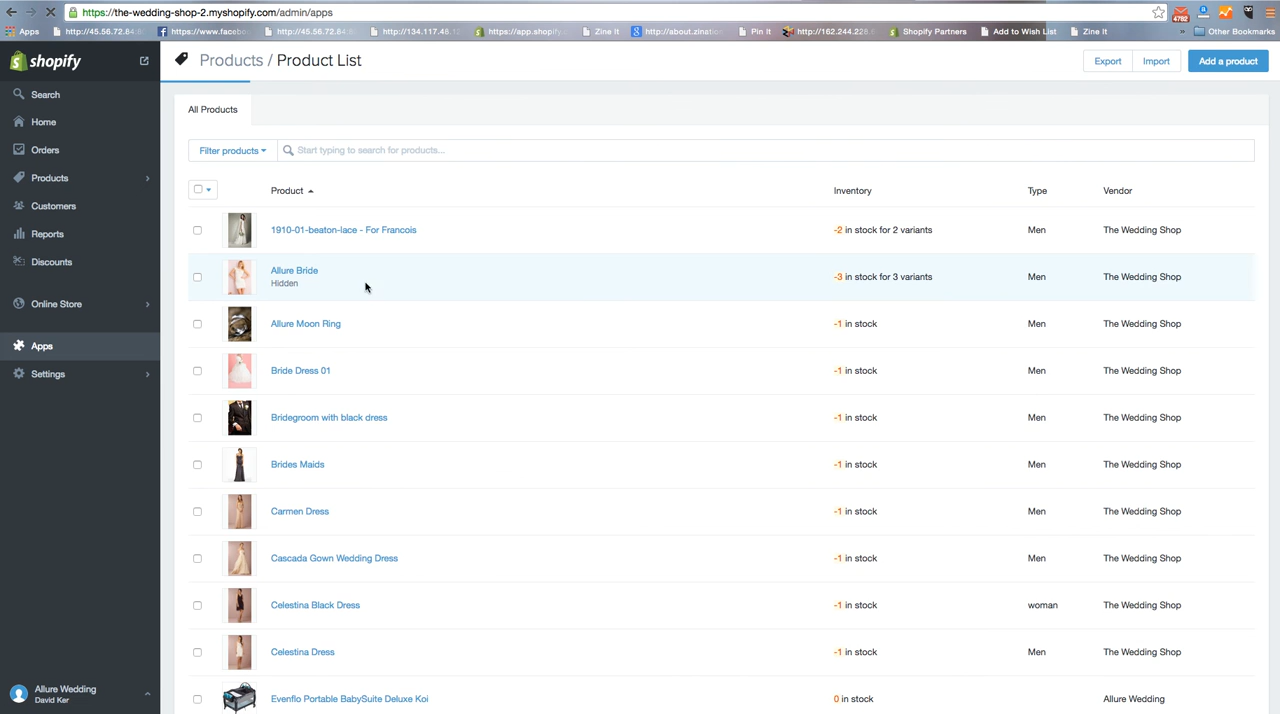 https://the-wedding-shop-2.myshopify.com/admin/apps
4782
Apps http://45.56.72.84: https://www.facebo http://45.56.72.84: http://134.117.48.12 https://app.shopify. Zine It http://about.zination Pin It http://162.244.228. Shopify Partners Add to Wish List Zine It » Other Bookmarks
shopify
Products / Product List
Export Import Add a product
Search
Home
Orders
Products
Customers
Reports
Discounts
Online Store
Apps
Settings
Allure Wedding
David Ker
All Products
Filter products Start typing to search for products...
Product Inventory Type Vendor
1910-01-beaton-lace - For Francois -2 in stock for 2 variants Men The Wedding Shop
Allure Bride
Hidden
-3 in stock for 3 variants Men The Wedding Shop
Allure Moon Ring -1 in stock Men The Wedding Shop
Bride Dress 01 -1 in stock Men The Wedding Shop
Bridegroom with black dress -1 in stock Men The Wedding Shop
Brides Maids -1 in stock Men The Wedding Shop
Carmen Dress -1 in stock Men The Wedding Shop
Cascada Gown Wedding Dress -1 in stock Men The Wedding Shop
Celestina Black Dress -1 in stock woman The Wedding Shop
Celestina Dress -1 in stock Men The Wedding Shop
Evenflo Portable BabySuite Deluxe Koi 0 in stock Allure Wedding